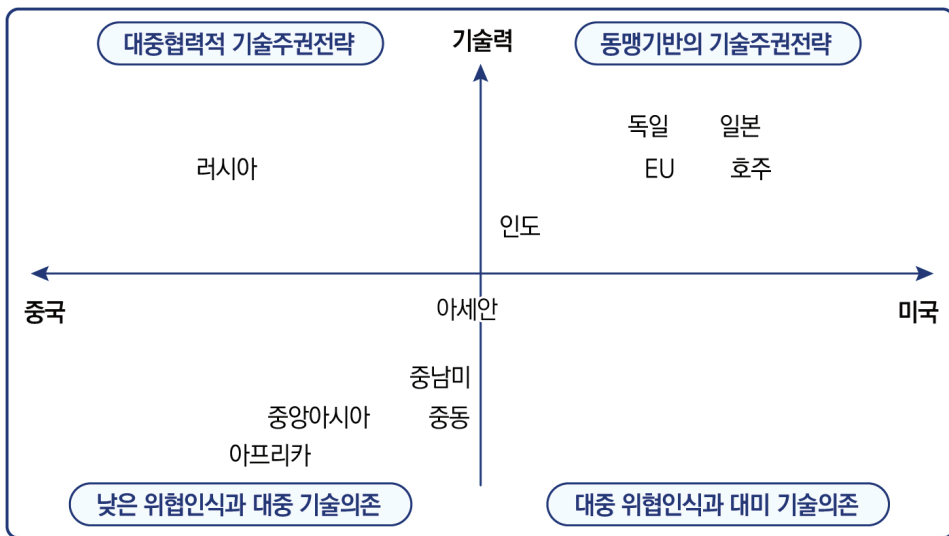 대중협력적 기술주권전략
기술력
동맹기반의 기술주권전략
독일 일본
러시아
EU 호주
인도
중국
아세안
미국
중남미
중앙아시아 중동
아프리카
낮은 위협인식과 대중 기술의존
대중 위협인식과 대미 기술의존